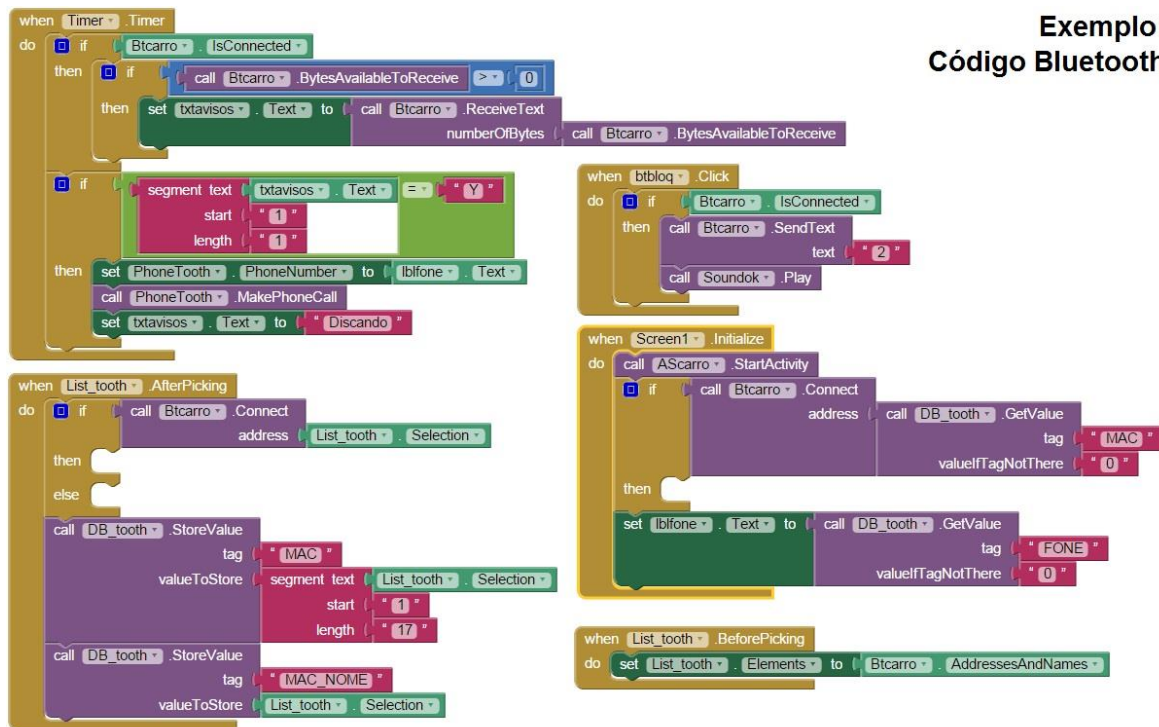 Exemplo
Código Bluetooth
when Timer .Timer
do if Btcarro . IsConnected
then if call Btcarro .BytesAvailableToReceive > 0
then set txtavisos . Text to call Btcarro .ReceiveText
numberOfBytes call Btcarro .BytesAvailableToReceive
if segment text txtavisos . Text = " Y "
start " 1 "
length " 1 "
then set PhoneTooth . PhoneNumber to lblfone . Text
call PhoneTooth .MakePhoneCall
set txtavisos . Text to " Discando "
when List_tooth .AfterPicking
do if call Btcarro .Connect
address List_tooth . Selection
then
else
call DB_tooth .StoreValue
tag " MAC "
valueToStore segment text List_tooth . Selection
start " 1 "
length " 17 "
call DB_tooth .StoreValue
tag " MAC_NOME "
valueToStore List_tooth . Selection
when btbloq .Click
do if Btcarro . IsConnected
then call Btcarro .SendText
text " 2 "
call Soundok .Play
when Screen1 .Initialize
do call AScarro .StartActivity
if call Btcarro .Connect
address call DB_tooth .GetValue
tag " MAC "
valueIfTagNotThere " 0 "
then
set lblfone . Text to call DB_tooth .GetValue
tag " FONE "
valueIfTagNotThere " 0 "
when List_tooth .BeforePicking
do set List_tooth . Elements to Btcarro . AddressesAndNames